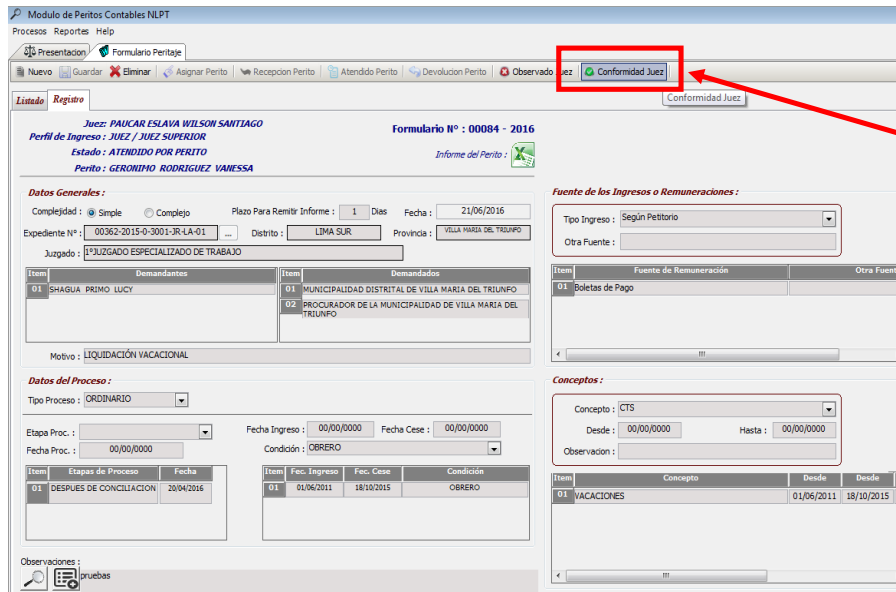 Modulo de Peritos Contables NLPT
Procesos Reportes Help
Presentacion Formulario Peritaje
Nuevo Guardar Eliminar Asignar Perito Recepcion Perito Atendido Perito Devolucion Perito Observado Juez Conformidad Juez
Conformidad Juez
Listado Registro
Juez: PAUCAR ESLAVA WILSON SANTIAGO
Perfil de Ingreso : JUEZ / JUEZ SUPERIOR
Formulario Nº : 00084 - 2016
Estado : ATENDIDO POR PERITO
Informe del Perito :
Perito : GERONIMO RODRIGUEZ VANESSA
Datos Generales :
Complejidad : Simple Complejo Plazo Para Remitir Informe : 1 Dias Fecha : 21/06/2016
Expediente Nº : 00362-2015-0-3001-JR-LA-01 ... Distrito : LIMA SUR Provincia : VILLA MARIA DEL TRIUNFO
Juzgado : 1ºJUZGADO ESPECIALIZADO DE TRABAJO
Item Demandantes
01 SHAGUA PRIMO LUCY
Item Demandados
01 MUNICIPALIDAD DISTRITAL DE VILLA MARIA DEL TRIUNFO
02 PROCURADOR DE LA MUNICIPALIDAD DE VILLA MARIA DEL
TRIUNFO
Motivo : LIQUIDACIÓN VACACIONAL
Fuente de los Ingresos o Remuneraciones :
Tipo Ingreso : Según Petitorio
Otra Fuente :
Item Fuente de Remuneración Otra Fuent
01 Boletas de Pago
Datos del Proceso :
Tipo Proceso : ORDINARIO
Etapa Proc. :
Fecha Proc. : 00/00/0000
Fecha Ingreso : 00/00/0000 Fecha Cese : 00/00/0000
Condición : OBRERO
Item Etapas de Proceso Fecha
01 DESPUES DE CONCILIACION 20/04/2016
Item Fec. Ingreso Fec. Cese Condición
01 01/06/2011 18/10/2015 OBRERO
Conceptos :
Concepto : CTS
Desde : 00/00/0000 Hasta : 00/00/0000
Observacion :
Item Concepto Desde Desde
01 VACACIONES 01/06/2011 18/10/2015
Observaciones :
pruebas